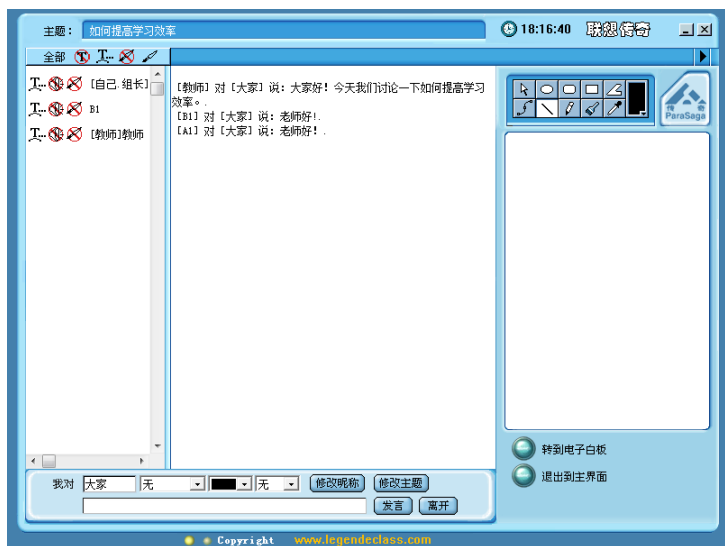 主题： 如何提高学习效率
18:16:40 联想传奇
全部
[自己.组长]
B1
[教师]教师
[教师] 对 [大家] 说: 大家好! 今天我们讨论一下如何提高学习
效率。.
[B1] 对 [大家] 说: 老师好!.
[A1] 对 [大家] 说: 老师好! .
传 奇
ParaSaga
转到电子白板
退出到主界面
我对 大家 无 无 修改昵称 修改主题
发言 离开
Copyright www.legendeclass.com